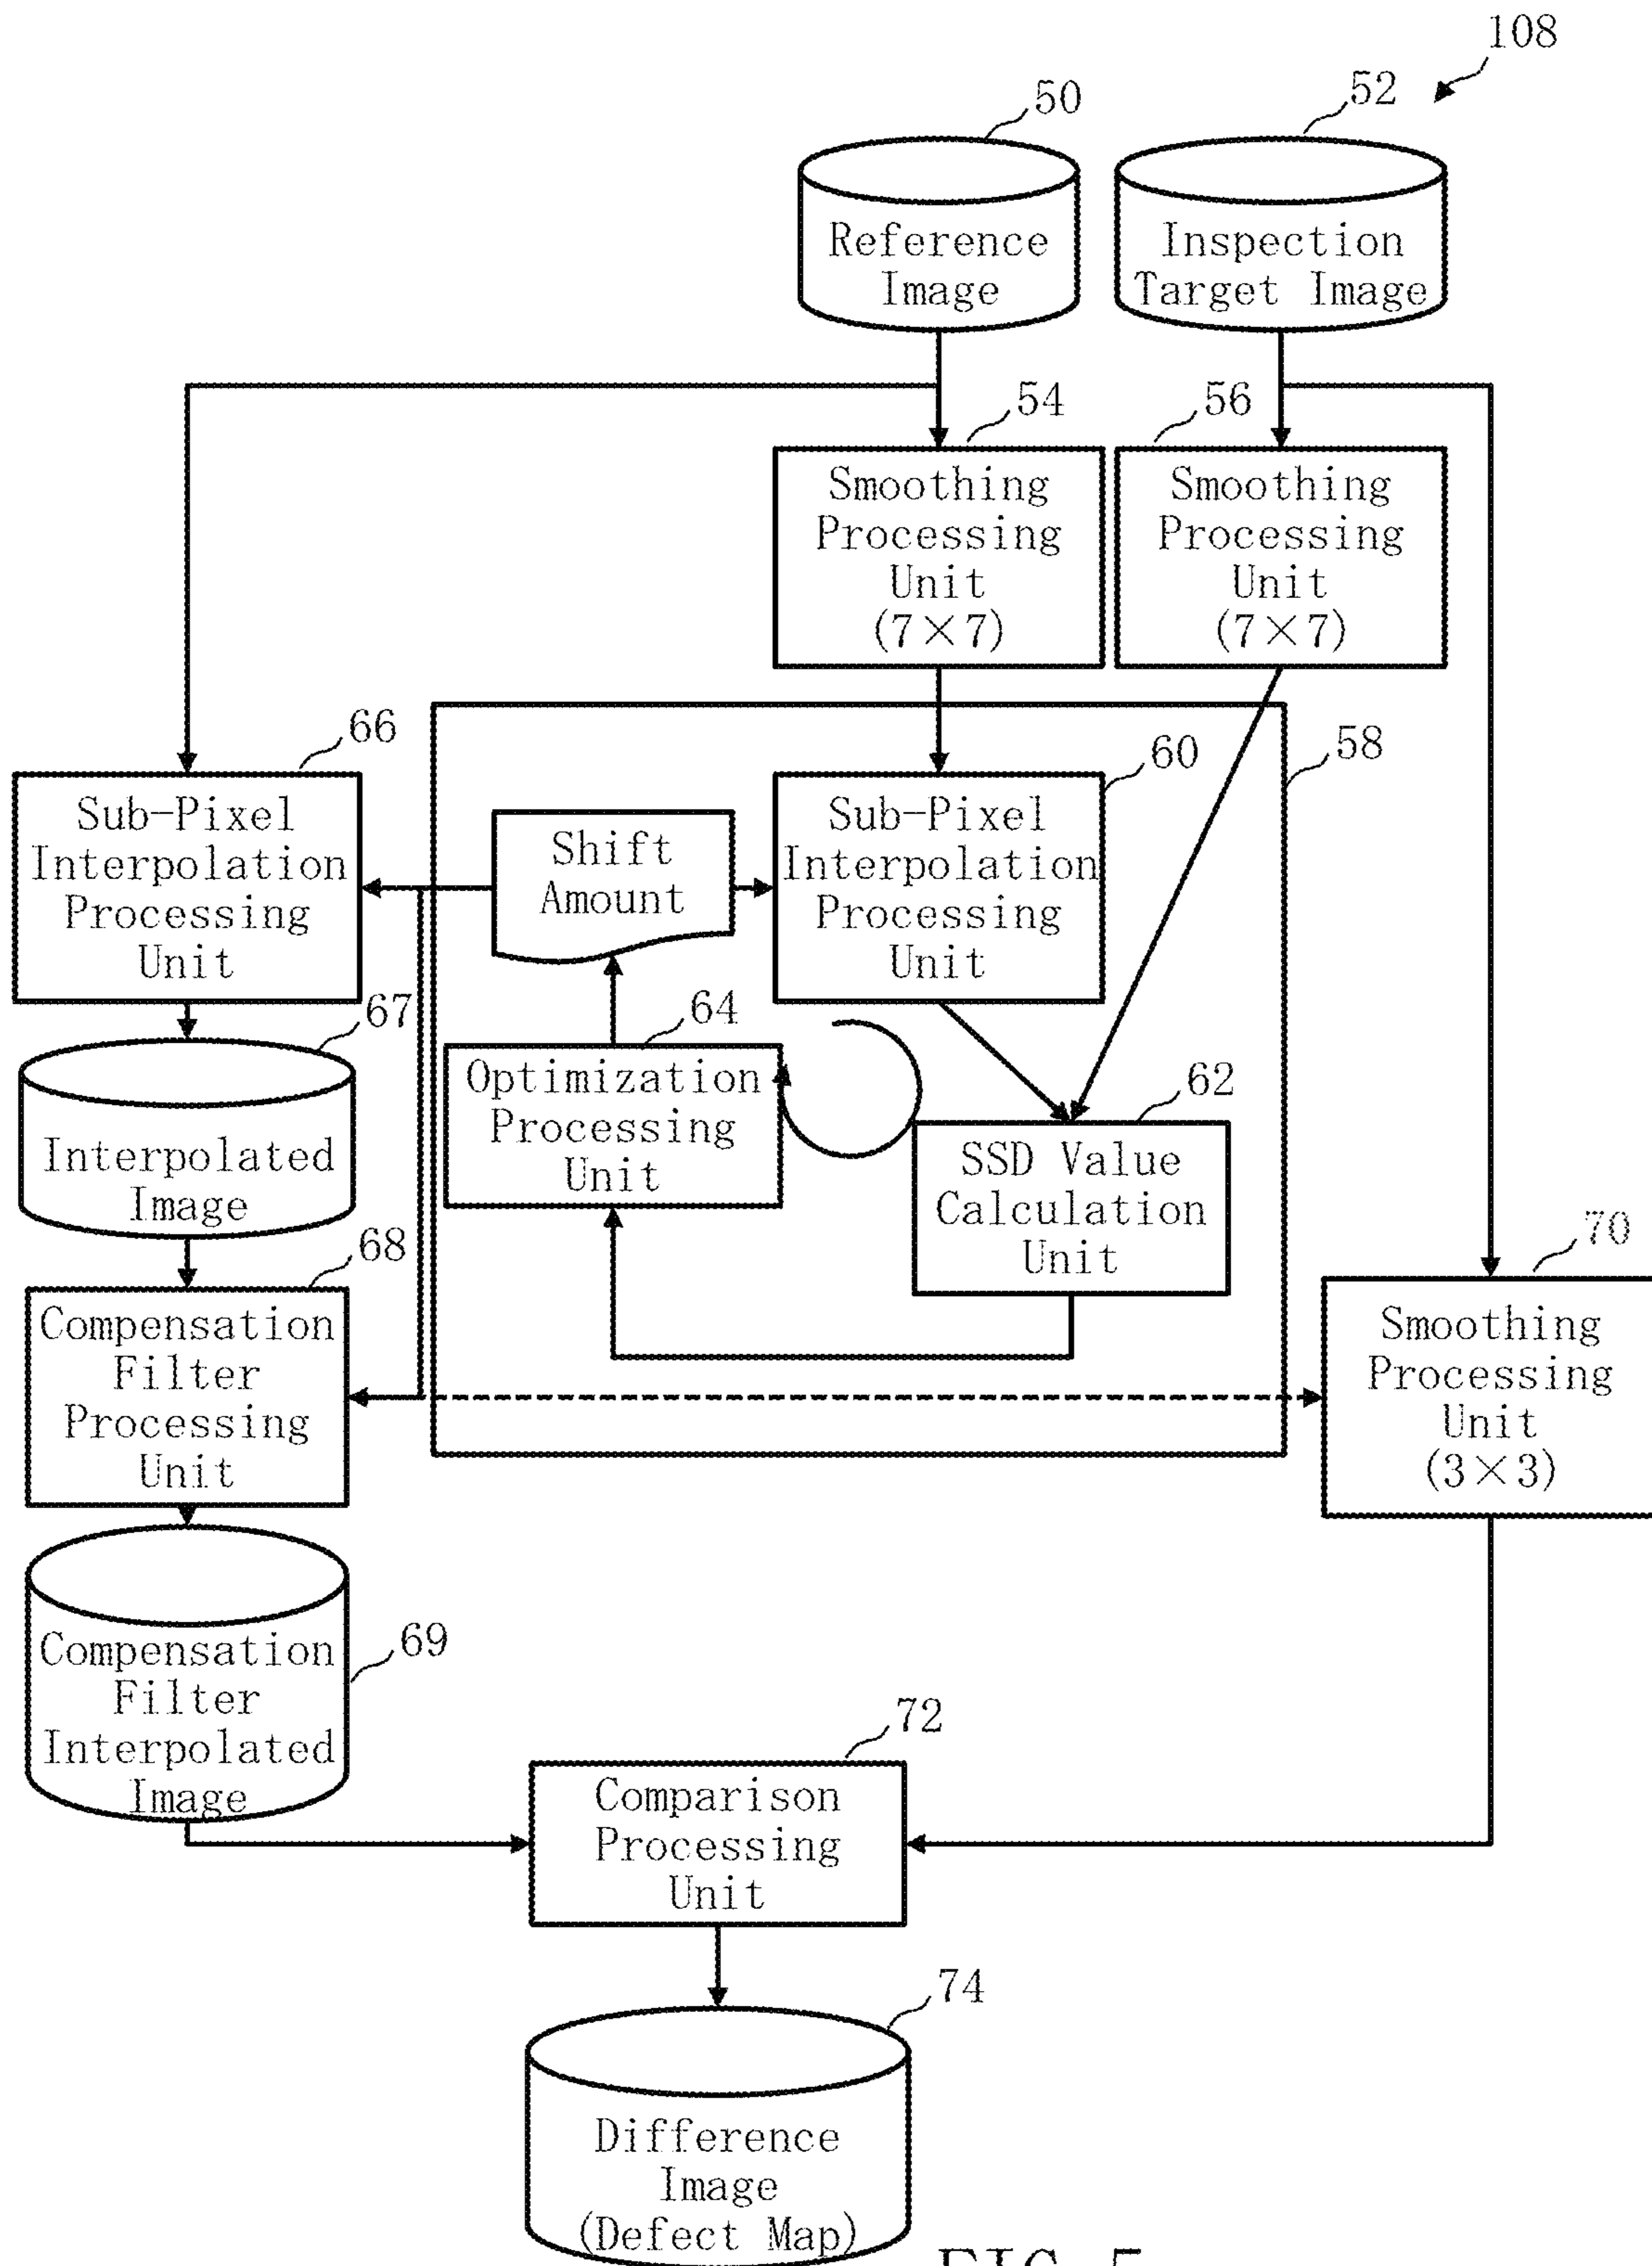 108
50
52
Reference
Image
Inspection
Target Image
54
56
Smoothing
Processing
Unit
(7×7)
Smoothing
Processing
Unit
(7×7)
66
58
60
Sub-Pixel
Interpolation
Processing
Unit
Shift
Amount
Sub-Pixel
Interpolation
Processing
Unit
67
64
Optimization
Processing
Unit
62
Interpolated
Image
SSD Value
Calculation
Unit
68
70
Compensation
Filter
Processing
Unit
Smoothing
Processing
Unit
(3×3)
69
Compensation
Filter
Interpolated
Image
72
Comparison
Processing
Unit
74
Difference
Image
(Defect Map)
FIG. 5